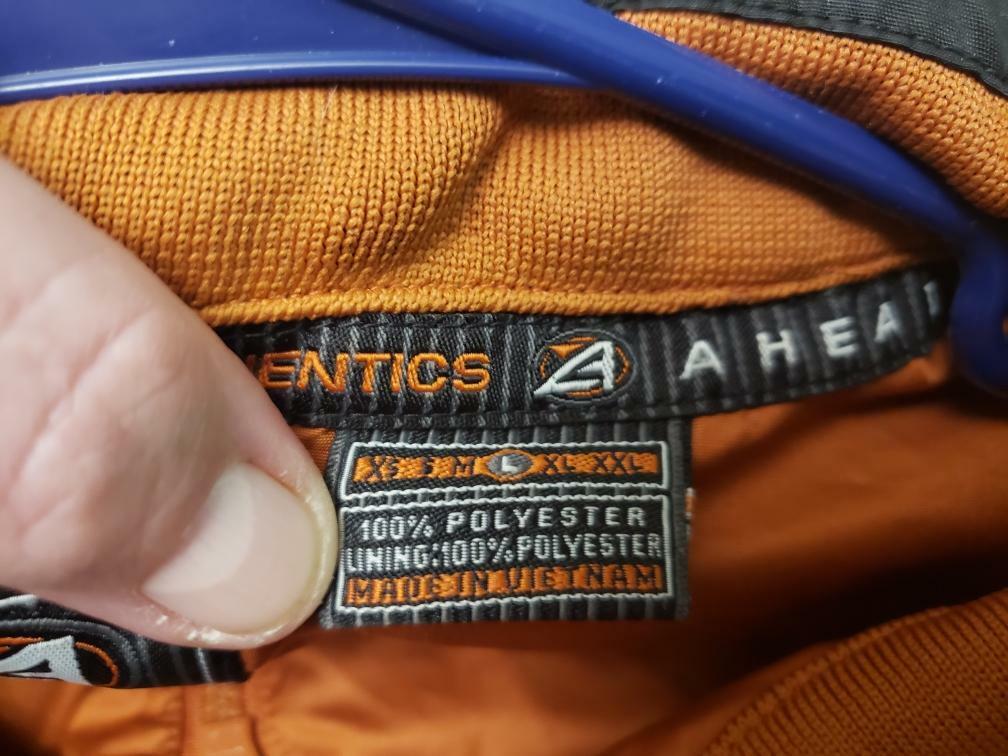 ENTICS A AHEA
XS S M L XL XXL
100% POLYESTER
LINING:100%POLYESTER
MADE IN VIETNAM